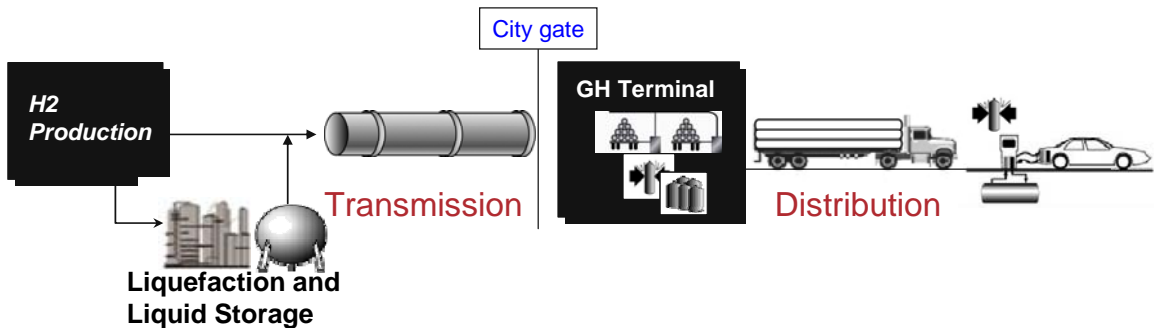 City gate
H2
Production
GH Terminal
Transmission
Distribution
Liquefaction and
Liquid Storage